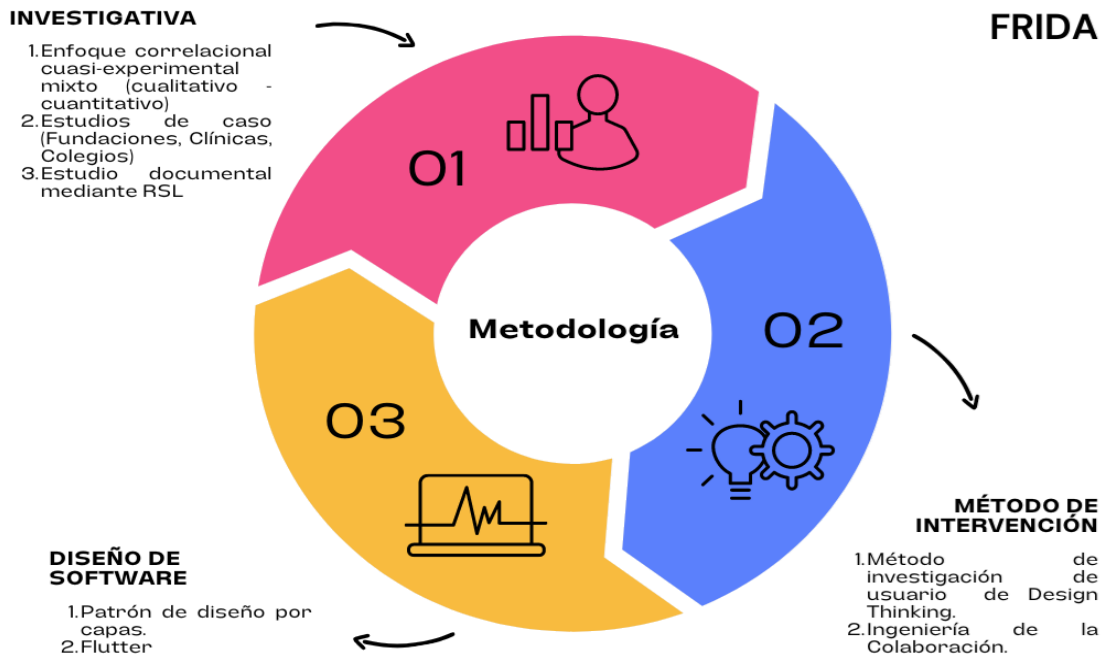 INVESTIGATIVA
1.Enfoque correlacional
cuasi-experimental
mixto (cualitativo -
cuantitativo)
2.Estudios de caso
(Fundaciones, Clínicas,
Colegios)
3.Estudio documental
mediante RSL
FRIDA
01
Metodología
02
03
MÉTODO DE
INTERVENCIÓN
1.Método de
investigación de
usuario de Design
Thinking.
2.Ingeniería de la
Colaboración.
DISEÑO DE
SOFTWARE
1.Patrón de diseño por
capas.
2.Flutter